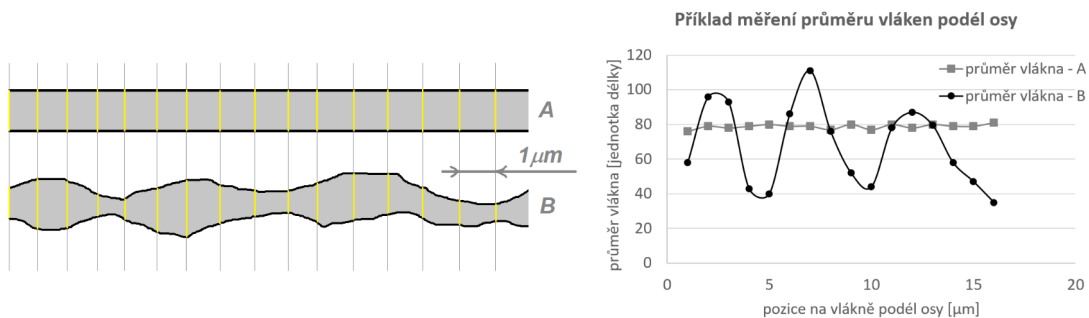 A
1μm
B
Příklad měření průměru vláken podél osy
průměr vlákna [jednotka délky]
120
100
80
60
40
20
0
průměr vlákna - A
průměr vlákna - B
0
5
10
15
20
pozice na vlákně podél osy [µm]